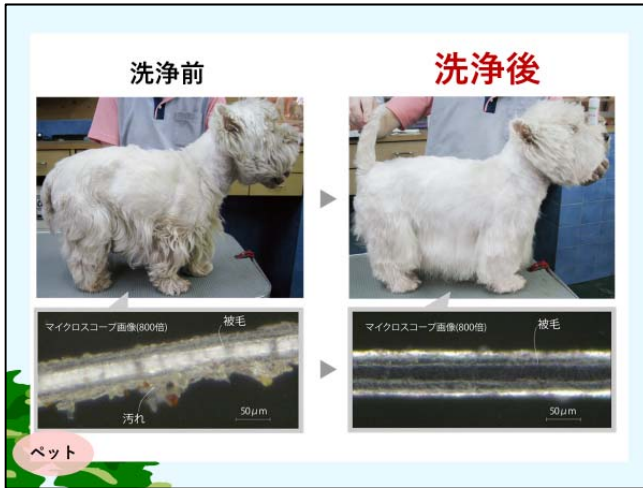 洗浄前
洗浄後
マイクロスコープ画像(800倍)
被毛
汚れ
50μm
マイクロスコープ画像(800倍)
被毛
50μm
ペット